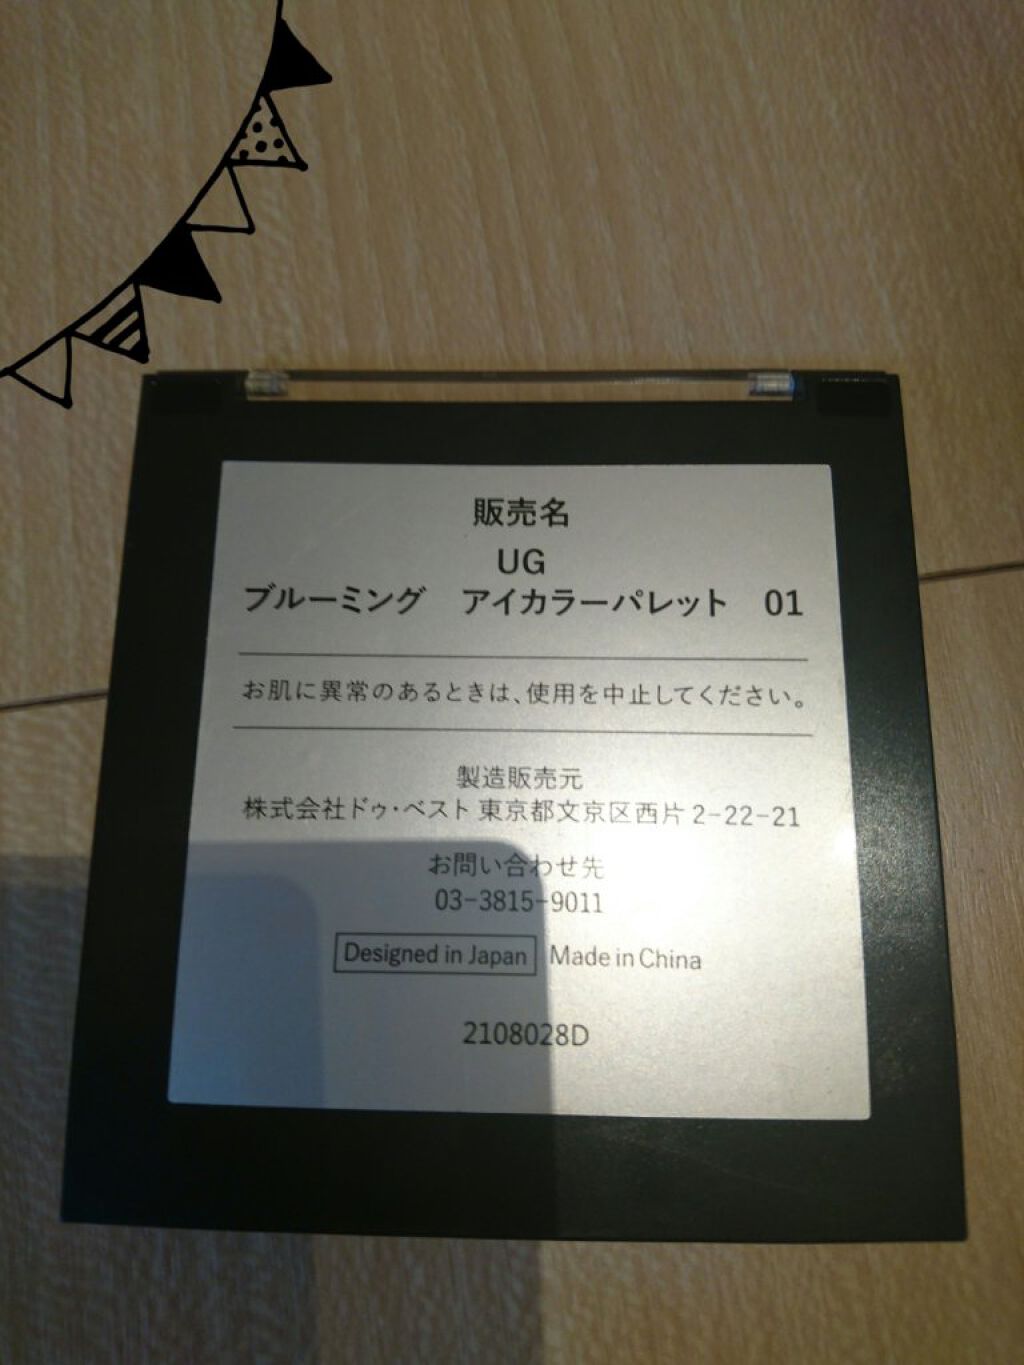 販売名
UG
ブルーミング　アイカラーパレット　01
お肌に異常のあるときは、使用を中止してください。
製造販売元
株式会社ドゥ・ベスト 東京都文京区西片 2-22-21
お問い合わせ先
03-3815-9011
Designed in Japan Made in China
2108028D